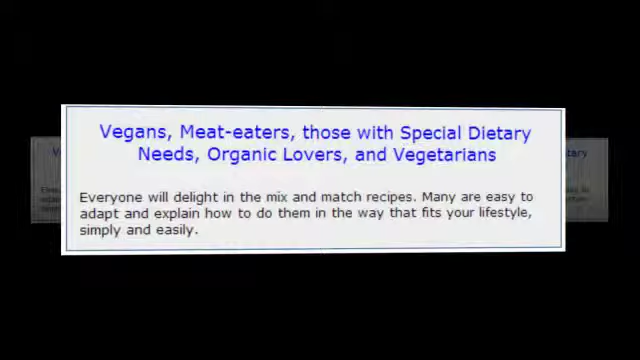 Vegans, Meat-eaters, those with Special Dietary
Needs, Organic Lovers, and Vegetarians
Everyone will delight in the mix and match recipes. Many are easy to
adapt and explain how to do them in the way that fits your lifestyle,
simply and easily.